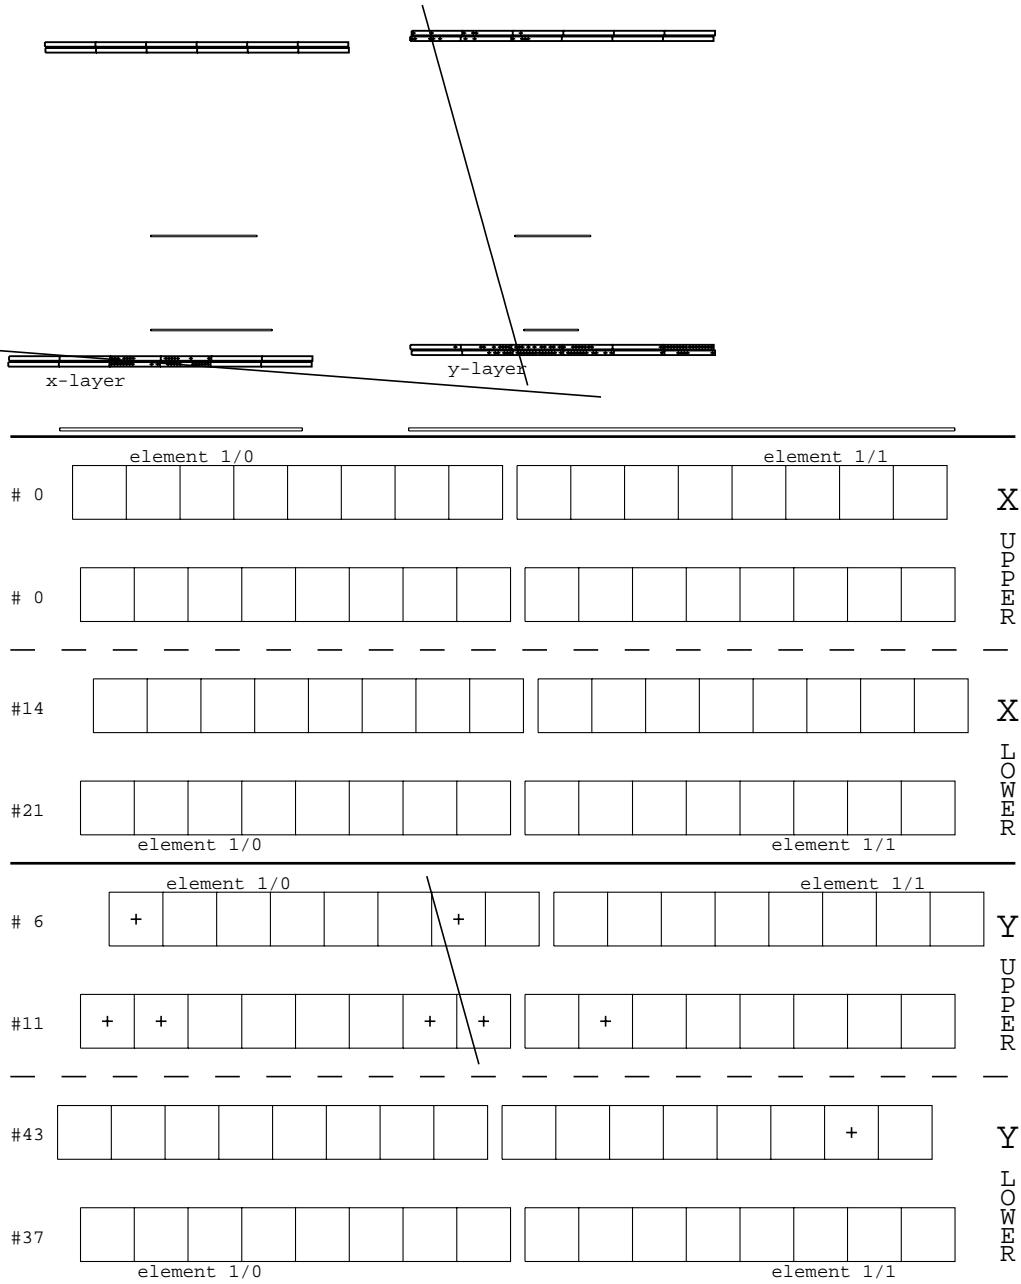 x-layer
y-layer
element 1/0
element 1/1
# 0
X
# 0
UPPER
#14
X
#21
LOWER
element 1/0
element 1/1
element 1/0
element 1/1
# 6
+
+
Y
#11
+
+
+
+
+
UPPER
#43
+
Y
#37
LOWER
element 1/0
element 1/1